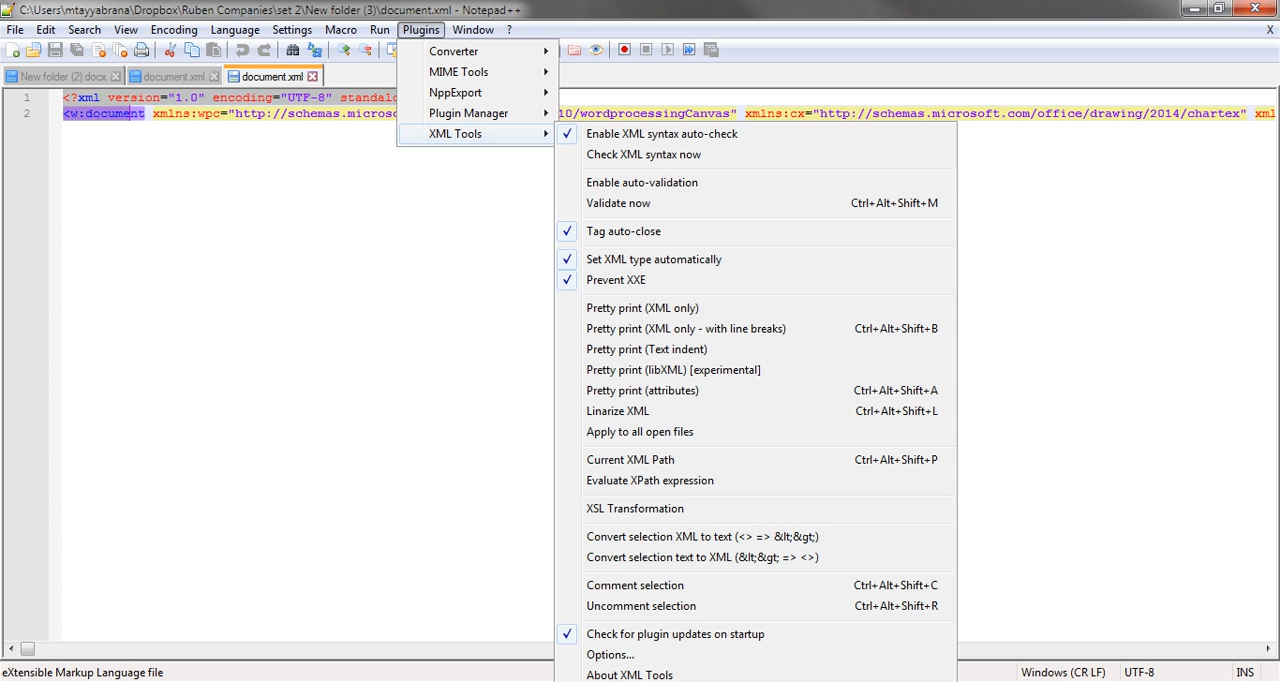 C:\Users\mtayyabrana\Dropbox\Ruben Companies\set 2\New folder (3)\document.xml - Notepad++
File Edit Search View Encoding Language Settings Macro Run Plugins Window ? X
New folder (2).docx document.xml document.xml
1 <?xml version="1.0" encoding="UTF-8"
2 <w:document xmlns:wpc="http://schemas. 10/wordprocessingCanvas" xmlns:cx="http://schemas.microsoft.com/office/drawing/2014/chartex"
Converter
MIME Tools
NppExport
Plugin Manager
XML Tools
Enable XML syntax auto-check
Check XML syntax now
Enable auto-validation
Validate now Ctrl+Alt+Shift+M
Tag auto-close
Set XML type automatically
Prevent XXE
Pretty print (XML only)
Pretty print (XML only - with line breaks) Ctrl+Alt+Shift+B
Pretty print (Text indent)
Pretty print (libXML) [experimental]
Pretty print (attributes) Ctrl+Alt+Shift+A
Linarize XML Ctrl+Alt+Shift+L
Apply to all open files
Current XML Path Ctrl+Alt+Shift+P
Evaluate XPath expression
XSL Transformation
Convert selection XML to text (<> => &lt;&gt;)
Convert selection text to XML (&lt;&gt; => <>)
Comment selection Ctrl+Alt+Shift+C
Uncomment selection Ctrl+Alt+Shift+R
Check for plugin updates on startup
Options...
About XML Tools
eXtensible Markup Language file Windows (CR LF) UTF-8 INS